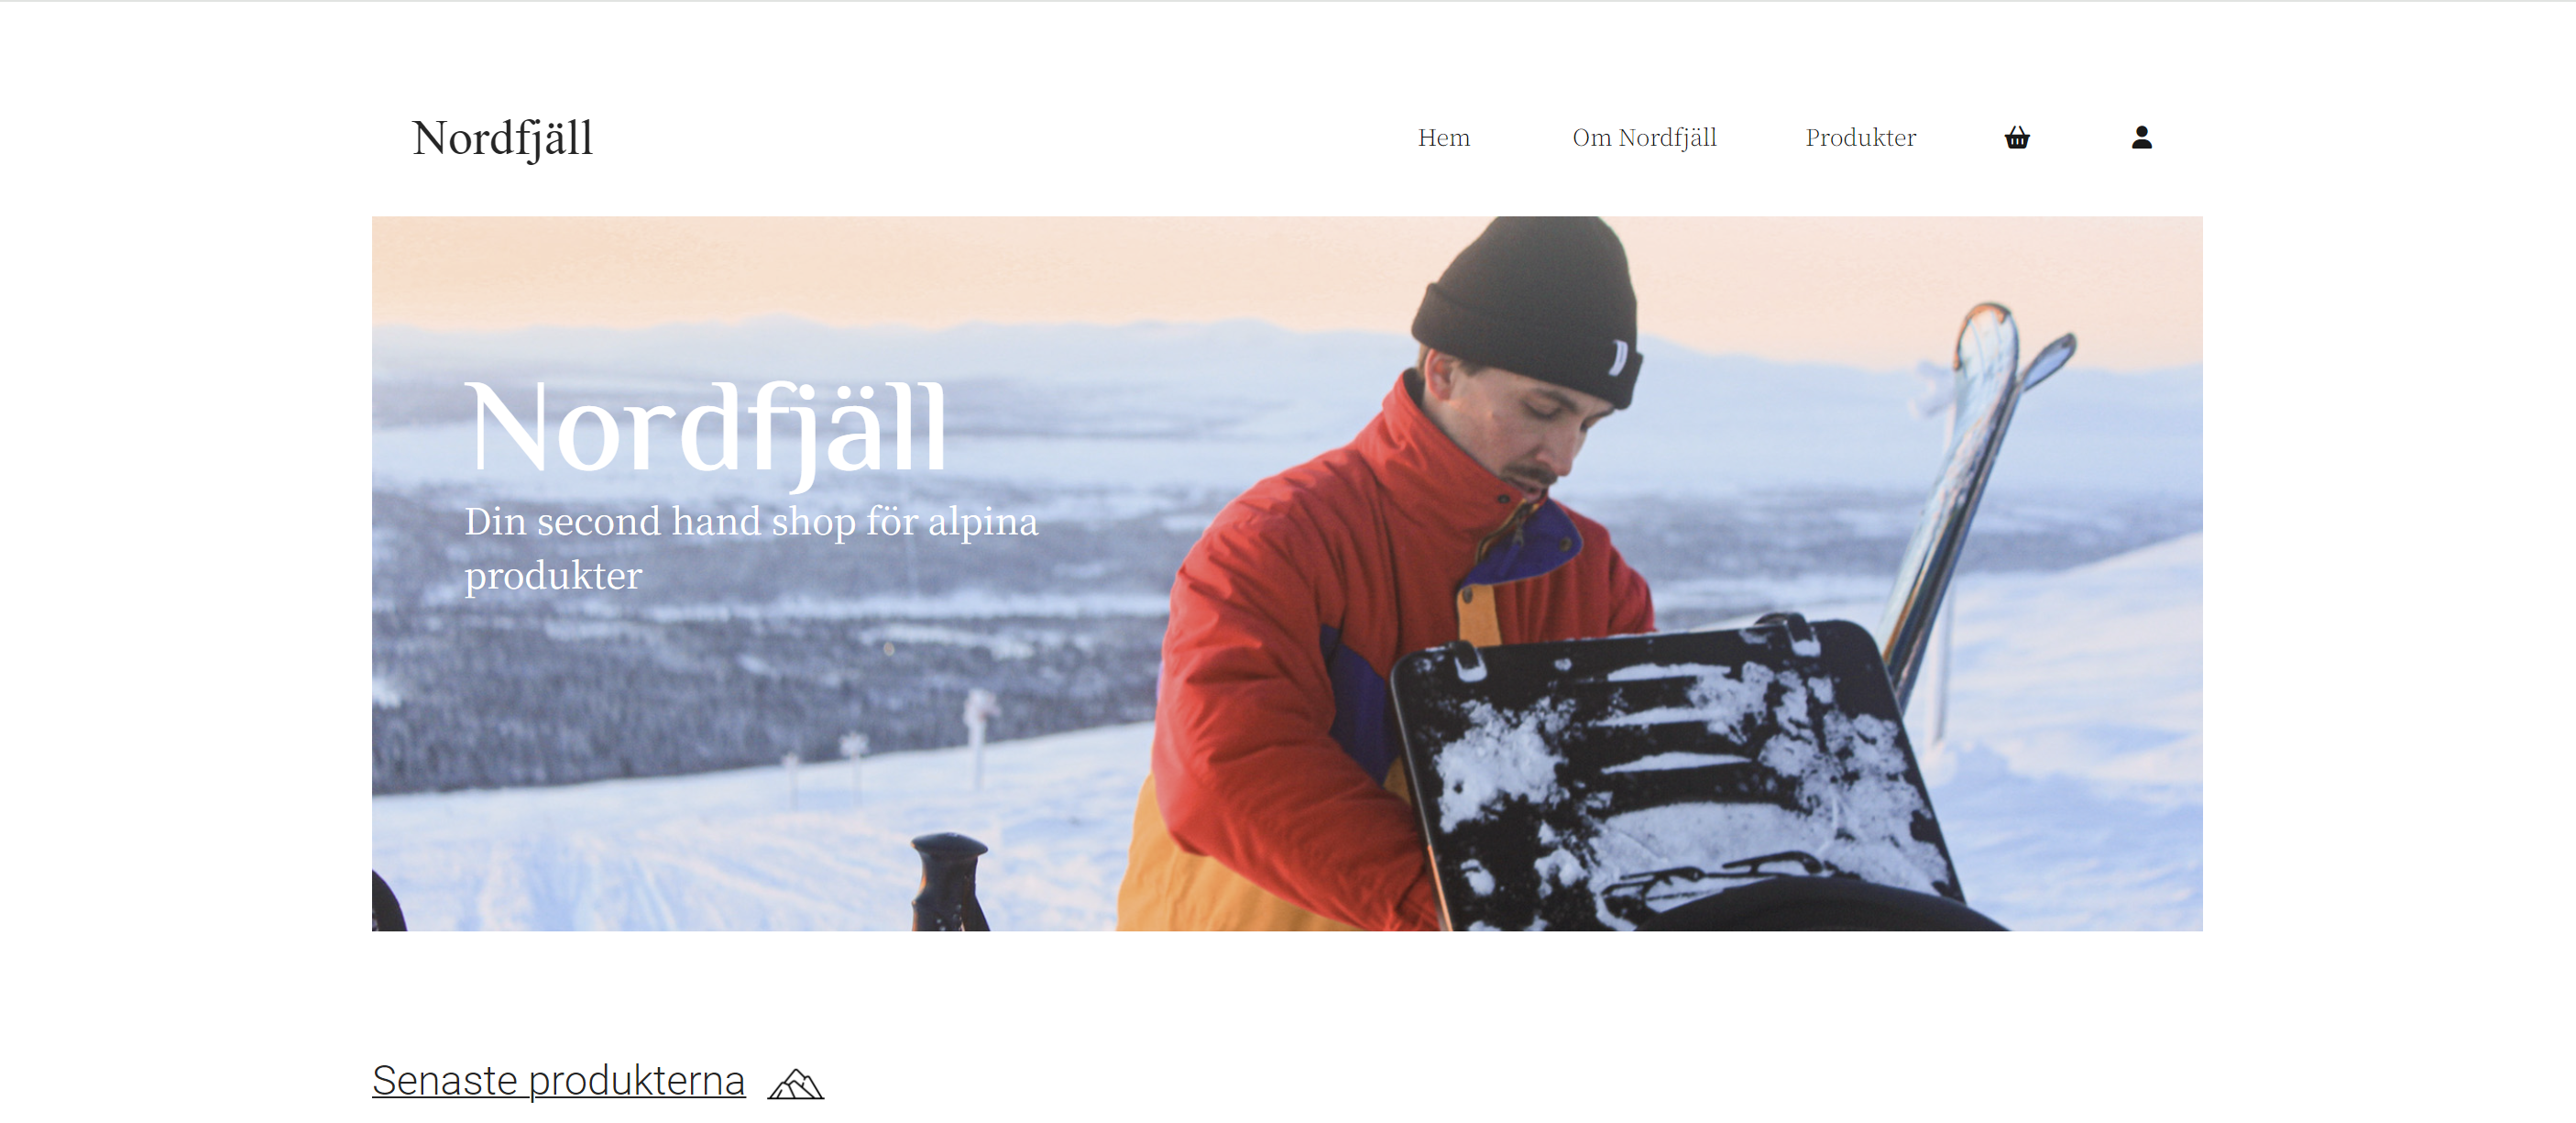 Nordfjäll
Hem Om Nordfjäll Produkter
Nordfjäll
Din second hand shop för alpina
produkter
Senaste produkterna